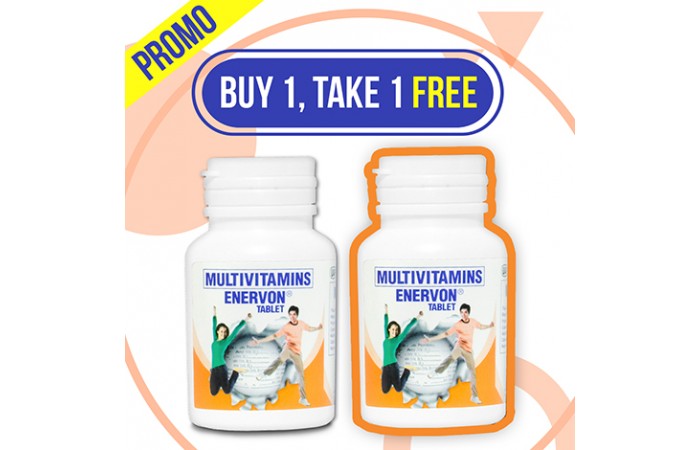 PROMO
BUY 1, TAKE 1 FREE
MULTIVITAMINS
ENERVON®
TABLET
MULTIVITAMINS
ENERVON®
TABLET